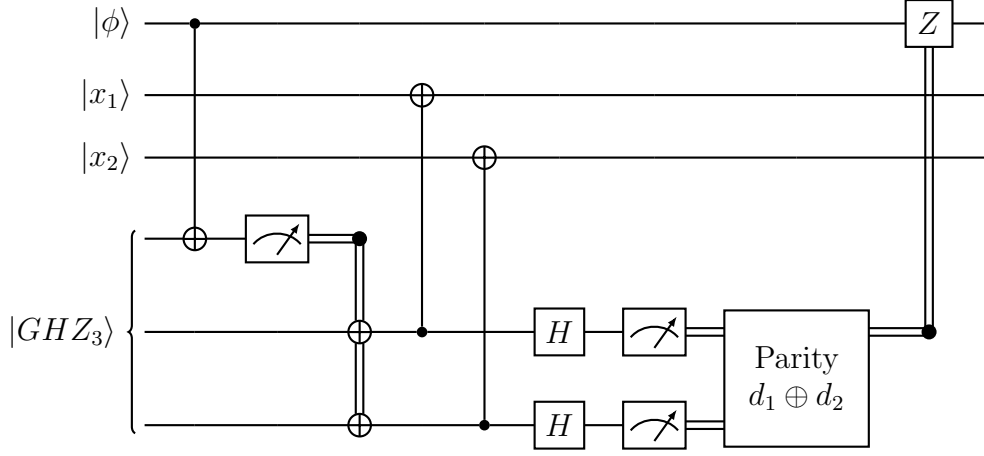 |ϕ⟩
Z
|x₁⟩
|x₂⟩
|GHZ₃⟩
H
H
Parity
d₁ ⊕ d₂